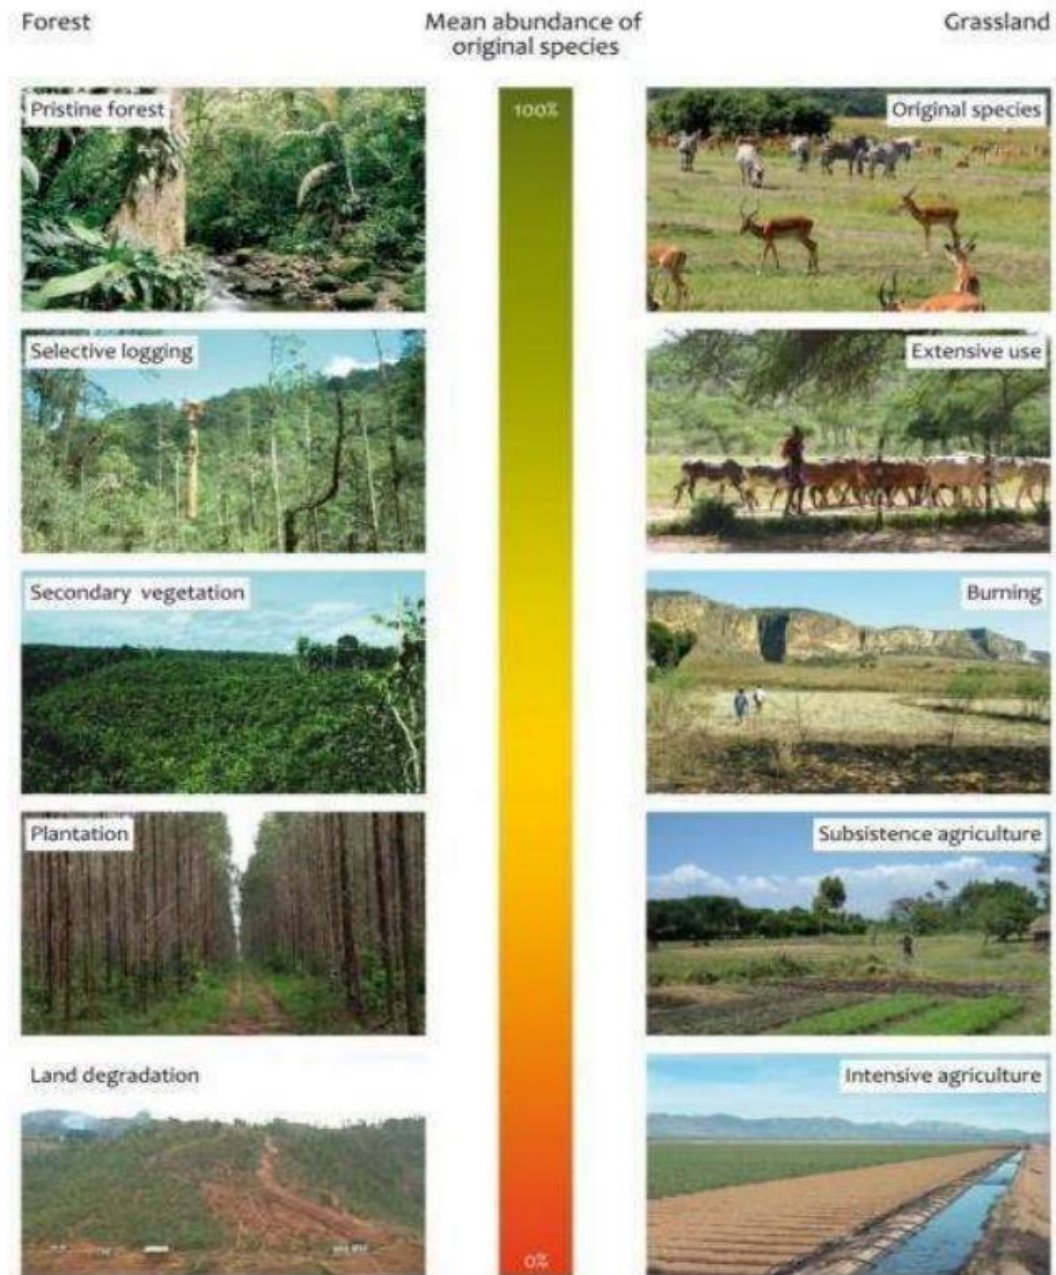 Forest
Mean abundance of
original species
Grassland
Pristine forest
100%
Original species
Selective logging
Extensive use
Secondary vegetation
Burning
Plantation
Subsistence agriculture
Land degradation
Intensive agriculture
0%